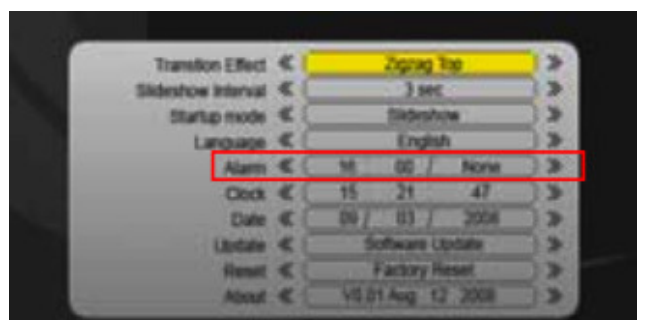 Transtion Effect Zigzag Top
Slideshow Interval 3 sec
Startup mode Slideshow
Language English
Alarm 16 00 / None
Clock 15 21 47
Date 09 / 03 / 2008
Update Software Update
Reset Factory Reset
About V0.01 Aug 12 2008